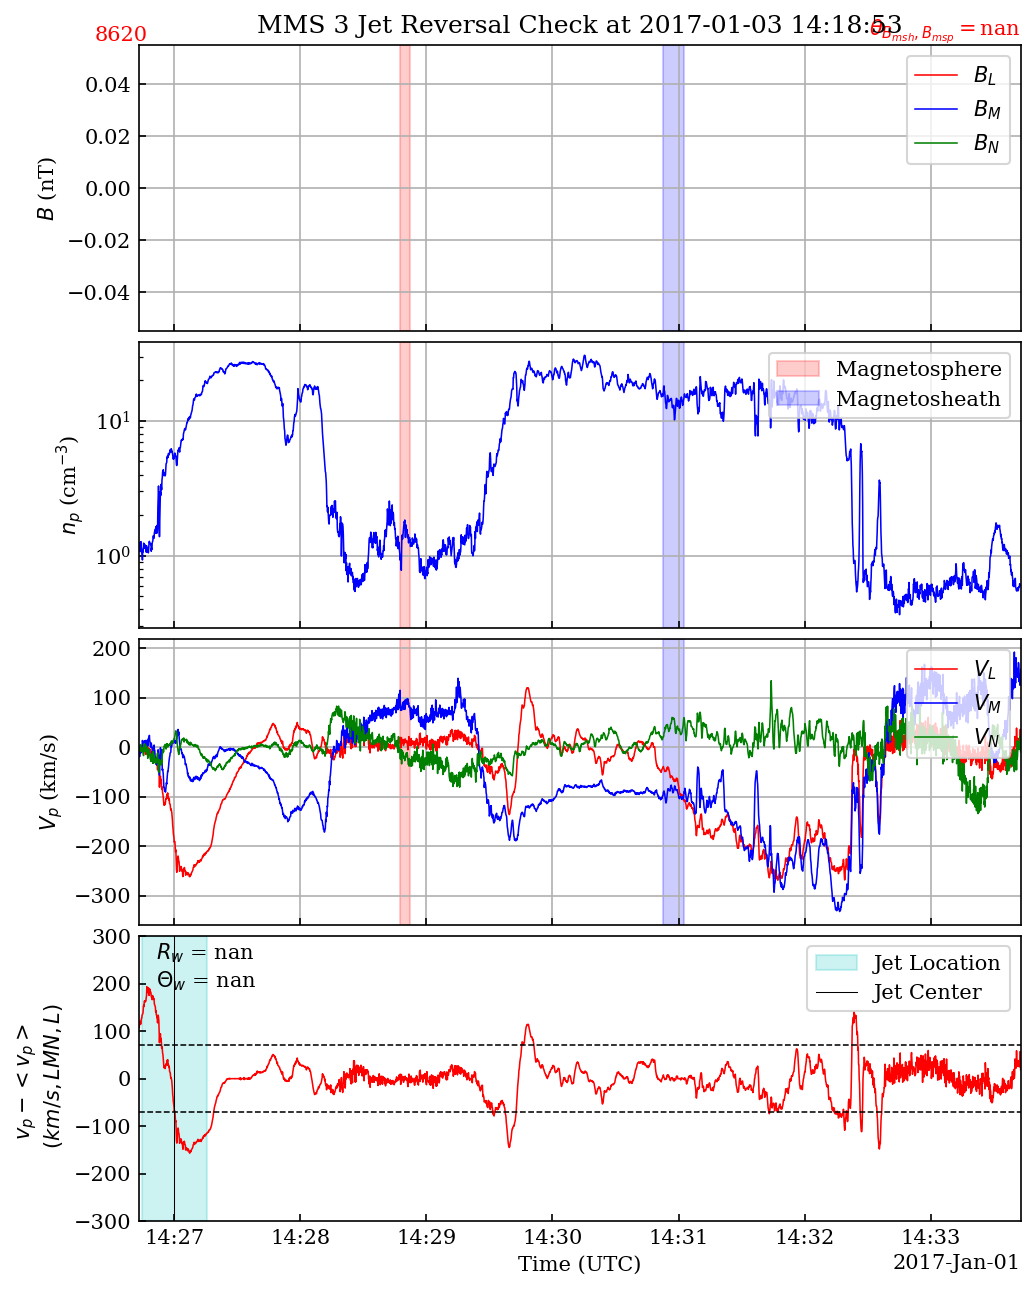 MMS 3 Jet Reversal Check at 2017-01-03 14:18:53
8620
Θ_{B_{msh}, B_{msp}} = nan
0.04
0.02
0.00
−0.02
−0.04
B (nT)
B_L
B_M
B_N
10^1
10^0
n_p (cm^{−3})
Magnetosphere
Magnetosheath
200
100
0
−100
−200
−300
V_p (km/s)
V_L
V_M
V_N
300
200
100
0
−100
−200
−300
v_p − <v_p>
(km/s, LMN, L)
R_w = nan
Θ_w = nan
Jet Location
Jet Center
14:27 14:28 14:29 14:30 14:31 14:32 14:33
Time (UTC)
2017-Jan-01